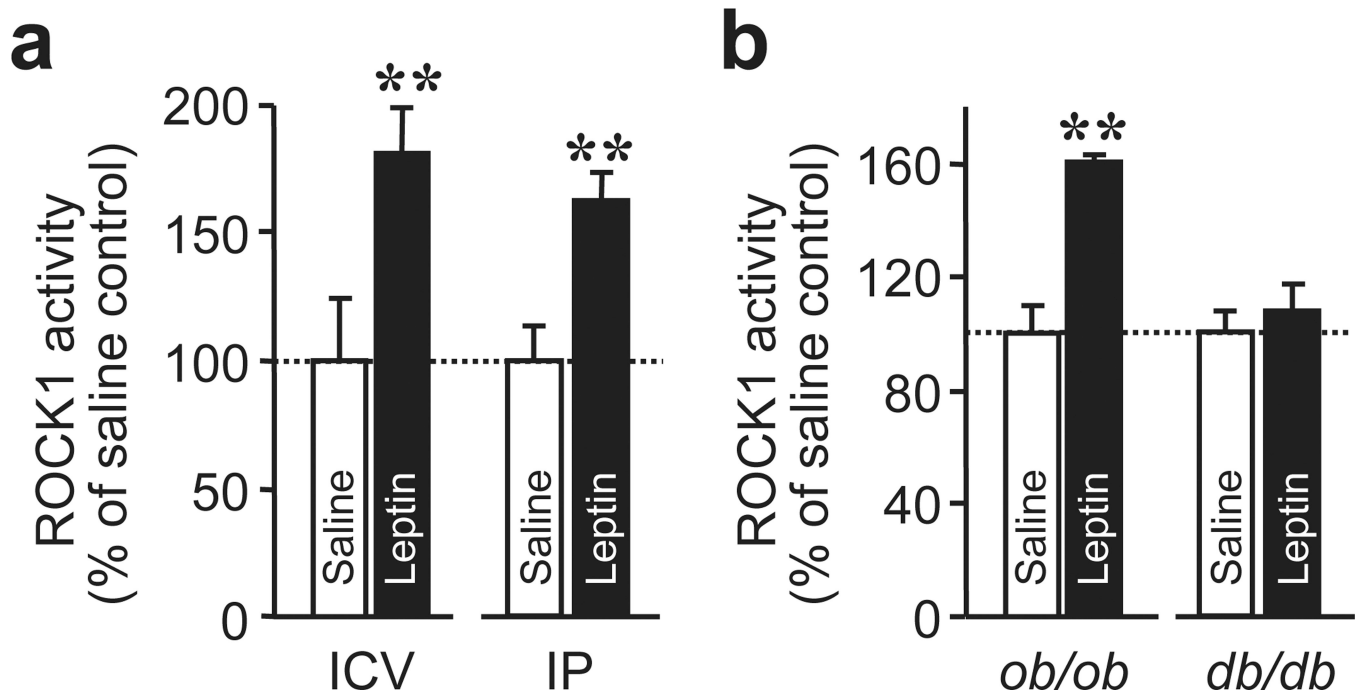 a
ROCK1 activity
(% of saline control)
200
150
100
50
0
**
**
Saline
Leptin
Saline
Leptin
ICV
IP
b
ROCK1 activity
(% of saline control)
160
120
80
40
0
**
Saline
Leptin
Saline
Leptin
ob/ob
db/db